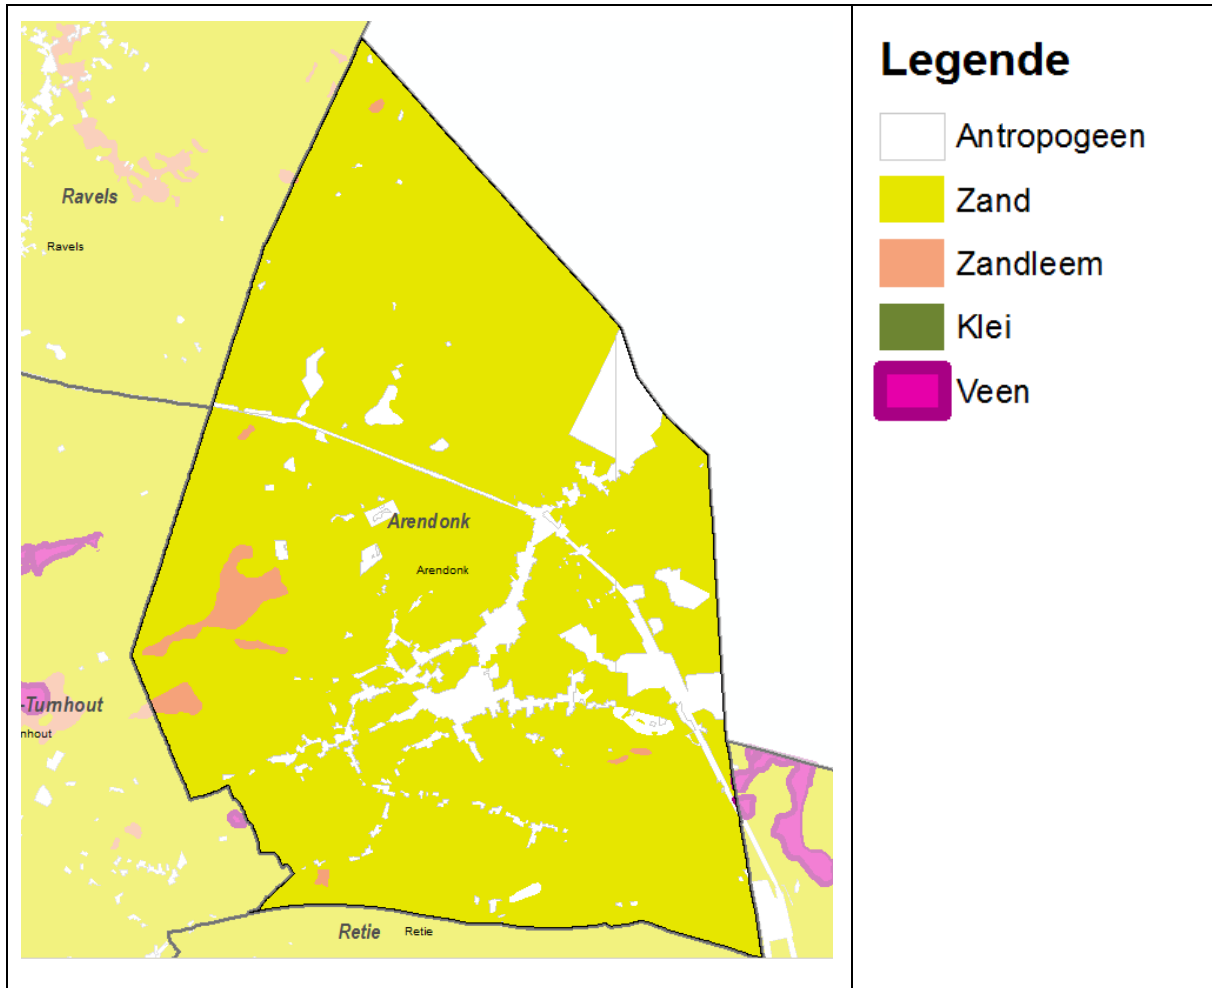 Legende
Antropogeen
Zand
Zandleem
Klei
Veen
Ravels
Ravels
Arendonk
Arendonk
-Turnhout
nhout
Retie
Retie